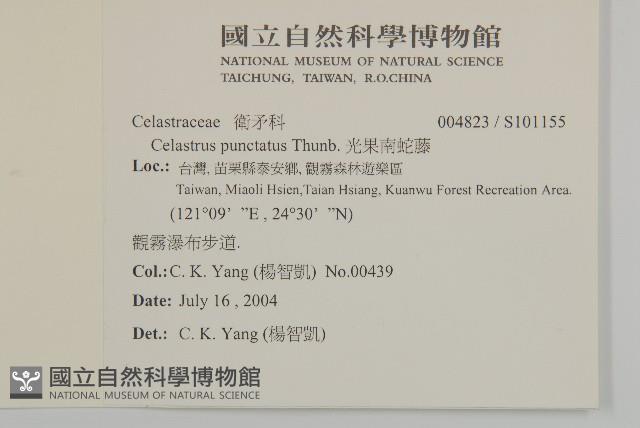 國立自然科學博物館
NATIONAL MUSEUM OF NATURAL SCIENCE
TAICHUNG, TAIWAN, R.O.CHINA
Celastraceae 衛矛科 004823 / S101155
Celastrus punctatus Thunb. 光果南蛇藤
Loc.: 台灣, 苗栗縣泰安鄉, 觀霧森林遊樂區
Taiwan, Miaoli Hsien,Taian Hsiang, Kuanwu Forest Recreation Area.
(121°09’ ”E , 24°30’ ”N)
觀霧瀑布步道.
Col.: C. K. Yang (楊智凱) No.00439
Date: July 16 , 2004
Det.: C. K. Yang (楊智凱)
國立自然科學博物館
NATIONAL MUSEUM OF NATURAL SCIENCE